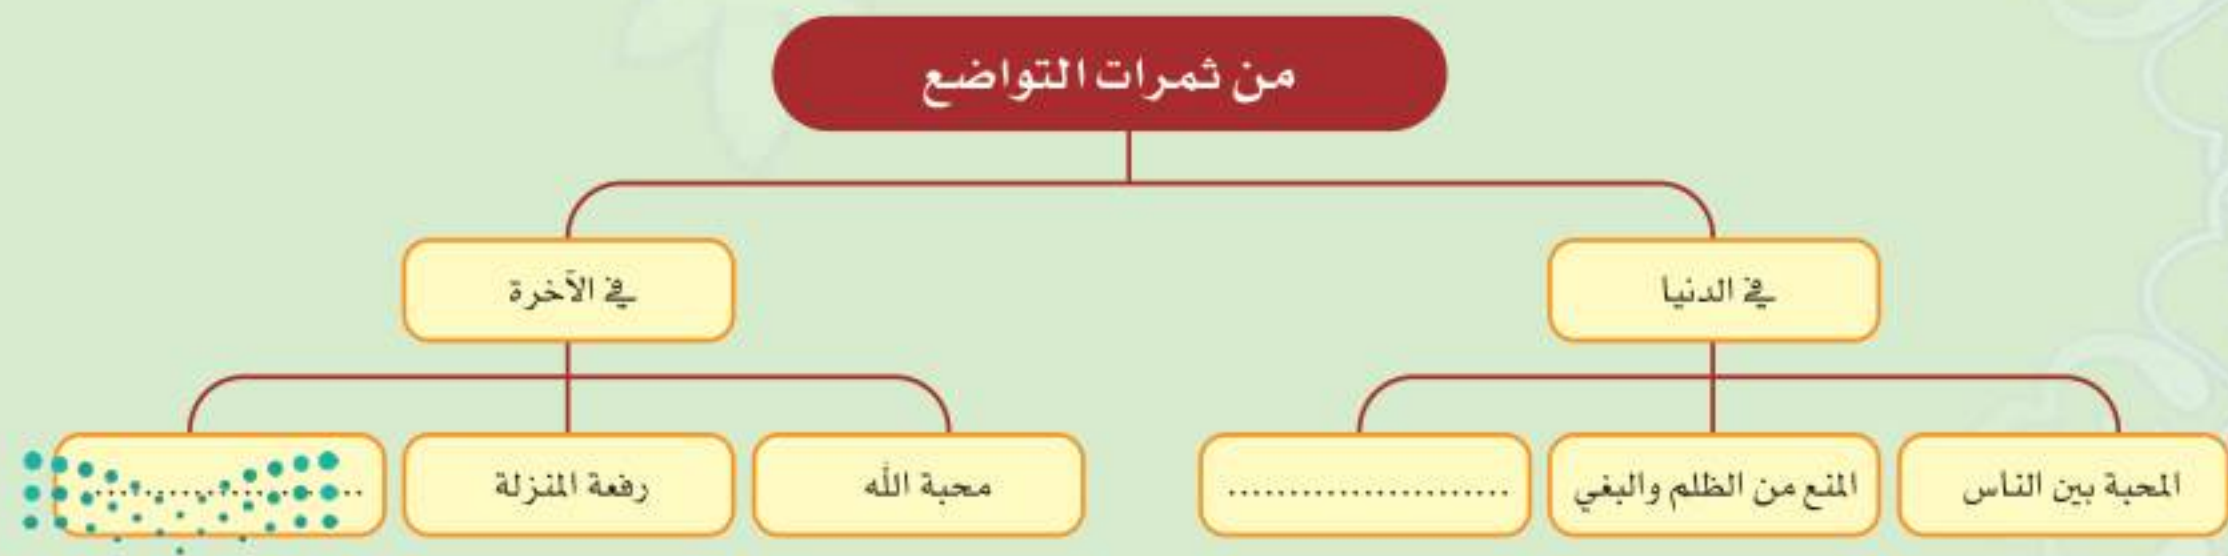 من ثمرات التواضع
في الدنيا
في الآخرة
المحبة بين الناس
المنع من الظلم والبغي
......................
محبة الله
رفعة المنزلة
......................